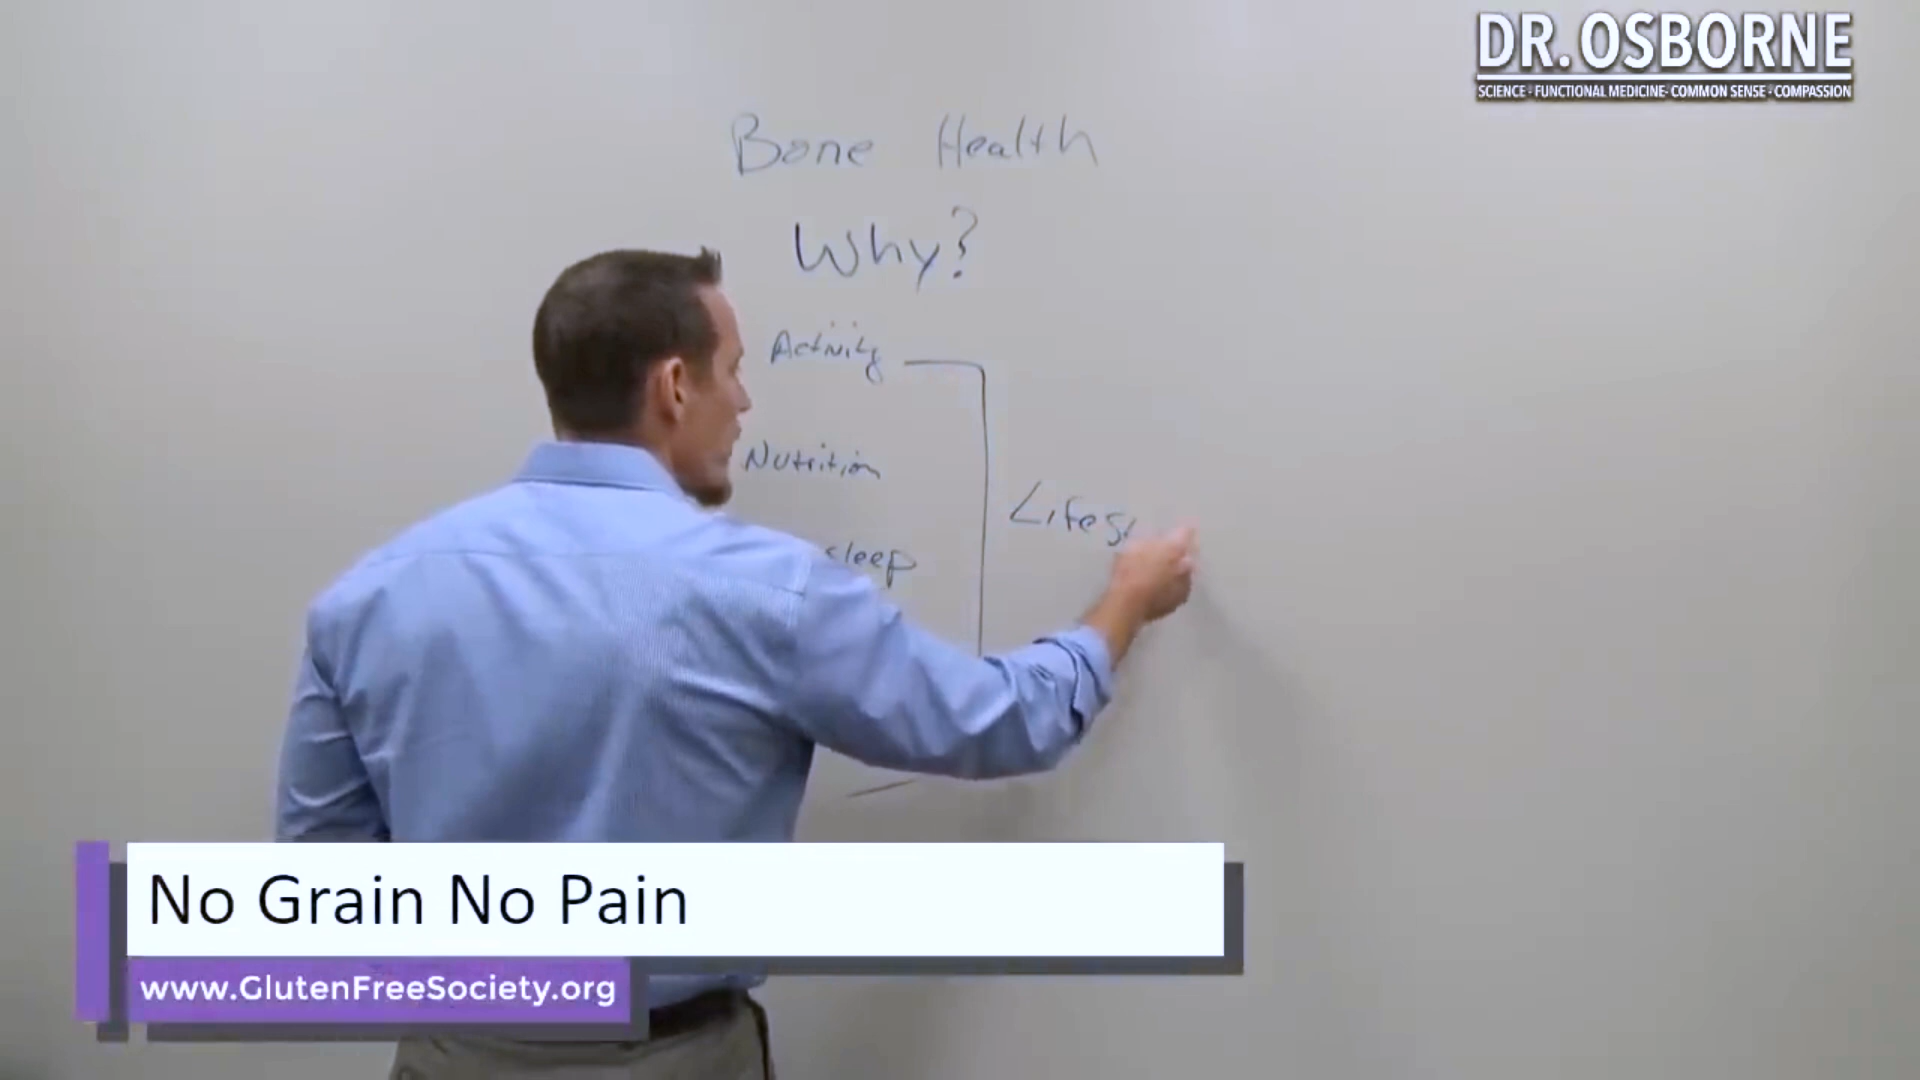 DR. OSBORNE
SCIENCE - FUNCTIONAL MEDICINE- COMMON SENSE - COMPASSION
Bone Health
Why?
Activity
Nutrition
sleep
Lifes
No Grain No Pain
www.GlutenFreeSociety.org